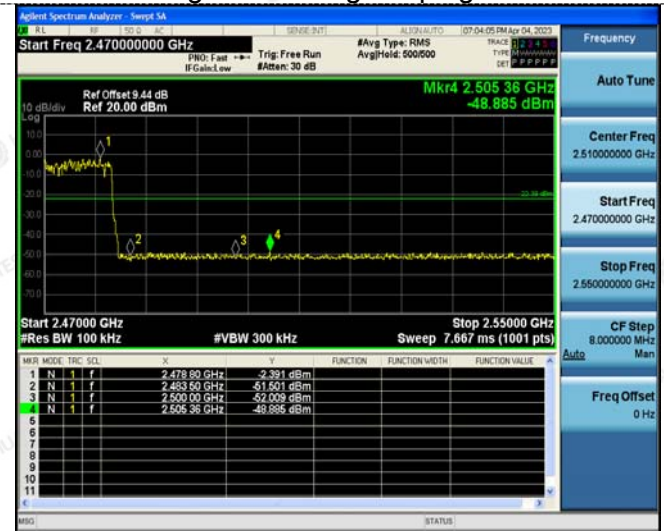 Agilent Spectrum Analyzer - Swept SA
RL RF 50 Ω AC SENSE:INT ALIGN AUTO 07:04:05 PM Apr 04, 2023
Start Freq 2.470000000 GHz
PNO: Fast
IFGain:Low
Trig: Free Run
#Atten: 30 dB
#Avg Type: RMS
Avg|Hold: 500/500
TRACE 1 2 3 4 5 6
TYPE
DET P P P P P P
Frequency
Mkr4 2.505 36 GHz
-48.885 dBm
Ref Offset 9.44 dB
10 dB/div Ref 20.00 dBm
Log
10.0
0.00
-10.0
-20.0
-30.0
-40.0
-50.0
-60.0
-70.0
1
2
3
4
Start 2.47000 GHz Stop 2.55000 GHz
#Res BW 100 kHz #VBW 300 kHz Sweep 7.667 ms (1001 pts)
MKR MODE TRC SCL X Y FUNCTION FUNCTION WIDTH FUNCTION VALUE
1 N 1 f 2.478 80 GHz -2.391 dBm
2 N 1 f 2.483 50 GHz -51.501 dBm
3 N 1 f 2.500 00 GHz -52.009 dBm
4 N 1 f 2.505 36 GHz -48.885 dBm
5
6
7
8
9
10
11
MSG STATUS
Auto Tune
Center Freq
2.510000000 GHz
Start Freq
2.470000000 GHz
Stop Freq
2.550000000 GHz
CF Step
8.000000 MHz
Auto Man
Freq Offset
0 Hz